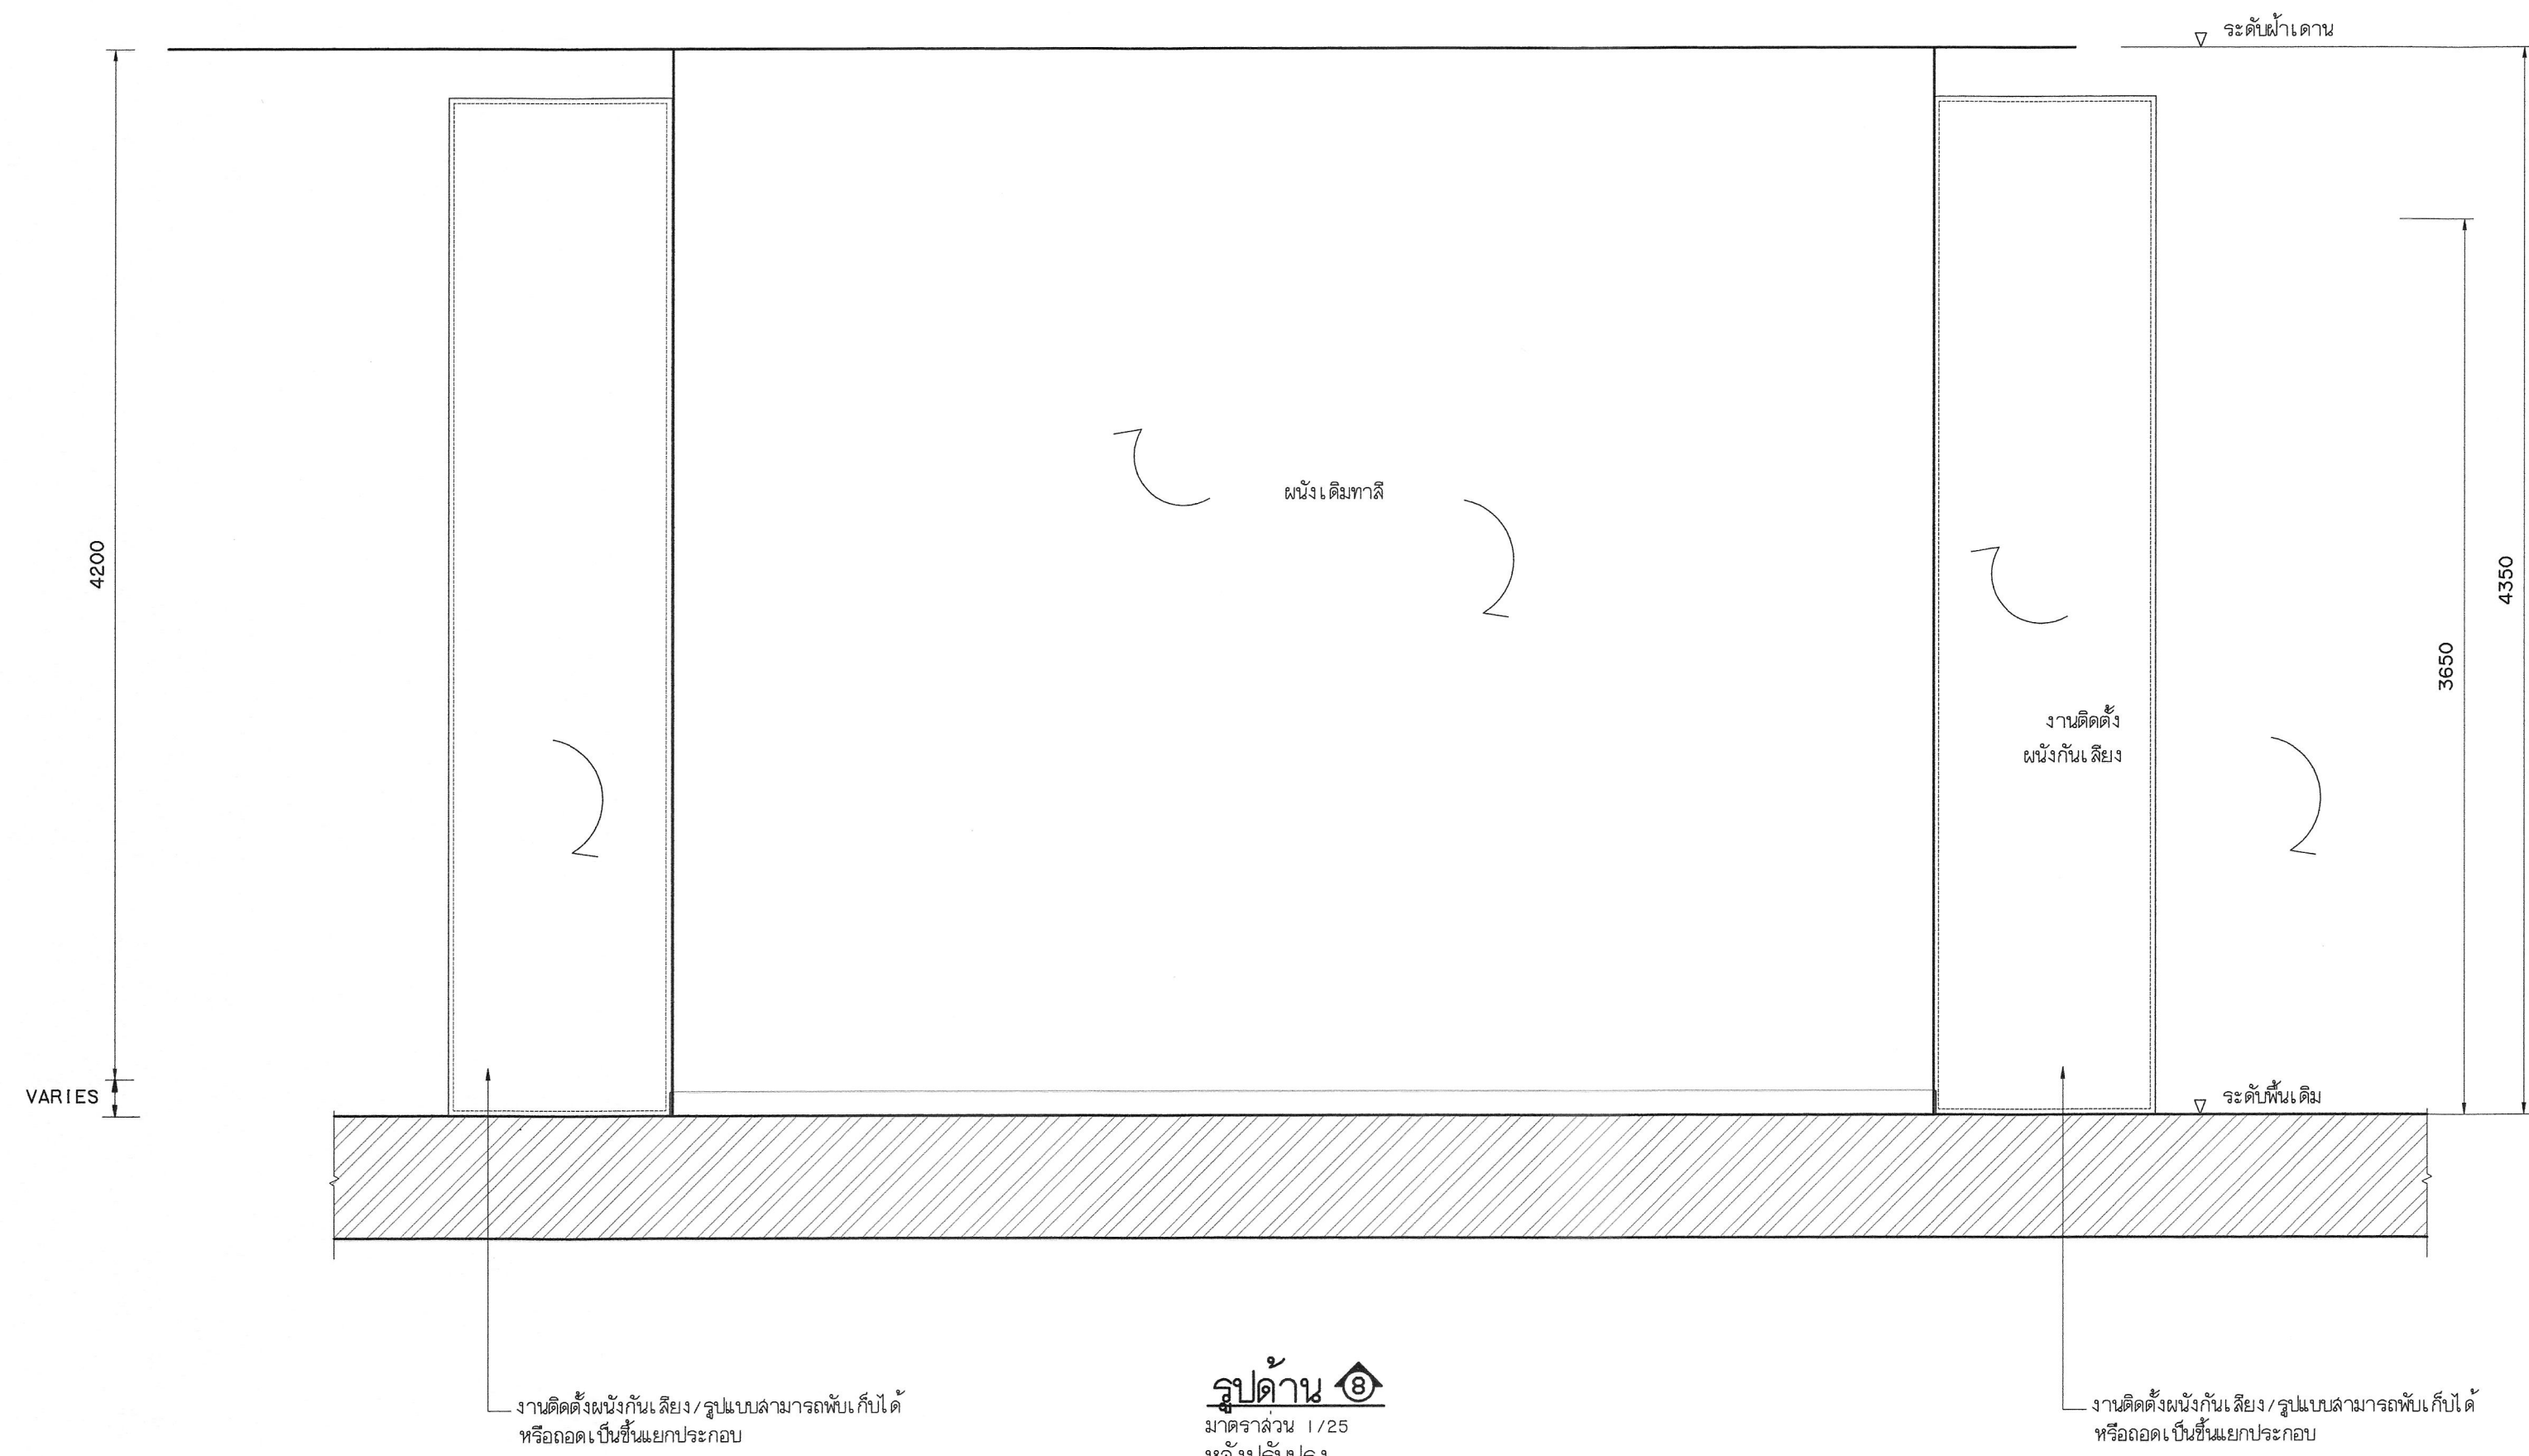 ระดับฝ้าเดาน
ผนังเดิมทาสี
4200
4350
3650
งานติดตั้ง
ผนังกันเสียง
VARIES
ระดับพื้นเดิม
งานติดตั้งผนังกันเสียง/รูปแบบสามารถพับเก็บได้
หรือถอดเป็นชิ้นแยกประกอบ
รูปด้าน 8
มาตราส่วน 1/25
หลังปรับปรุง
งานติดตั้งผนังกันเสียง/รูปแบบสามารถพับเก็บได้
หรือถอดเป็นชิ้นแยกประกอบ